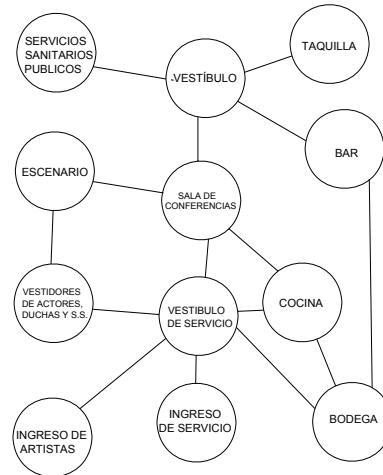 SERVICIOS
SANITARIOS
PUBLICOS
VESTÍBULO
TAQUILLA
BAR
ESCENARIO
SALA DE
CONFERENCIAS
VESTIDORES
DE ACTORES,
DUCHAS Y S.S.
VESTIBULO
DE SERVICIO
COCINA
INGRESO DE
ARTISTAS
INGRESO
DE SERVICIO
BODEGA